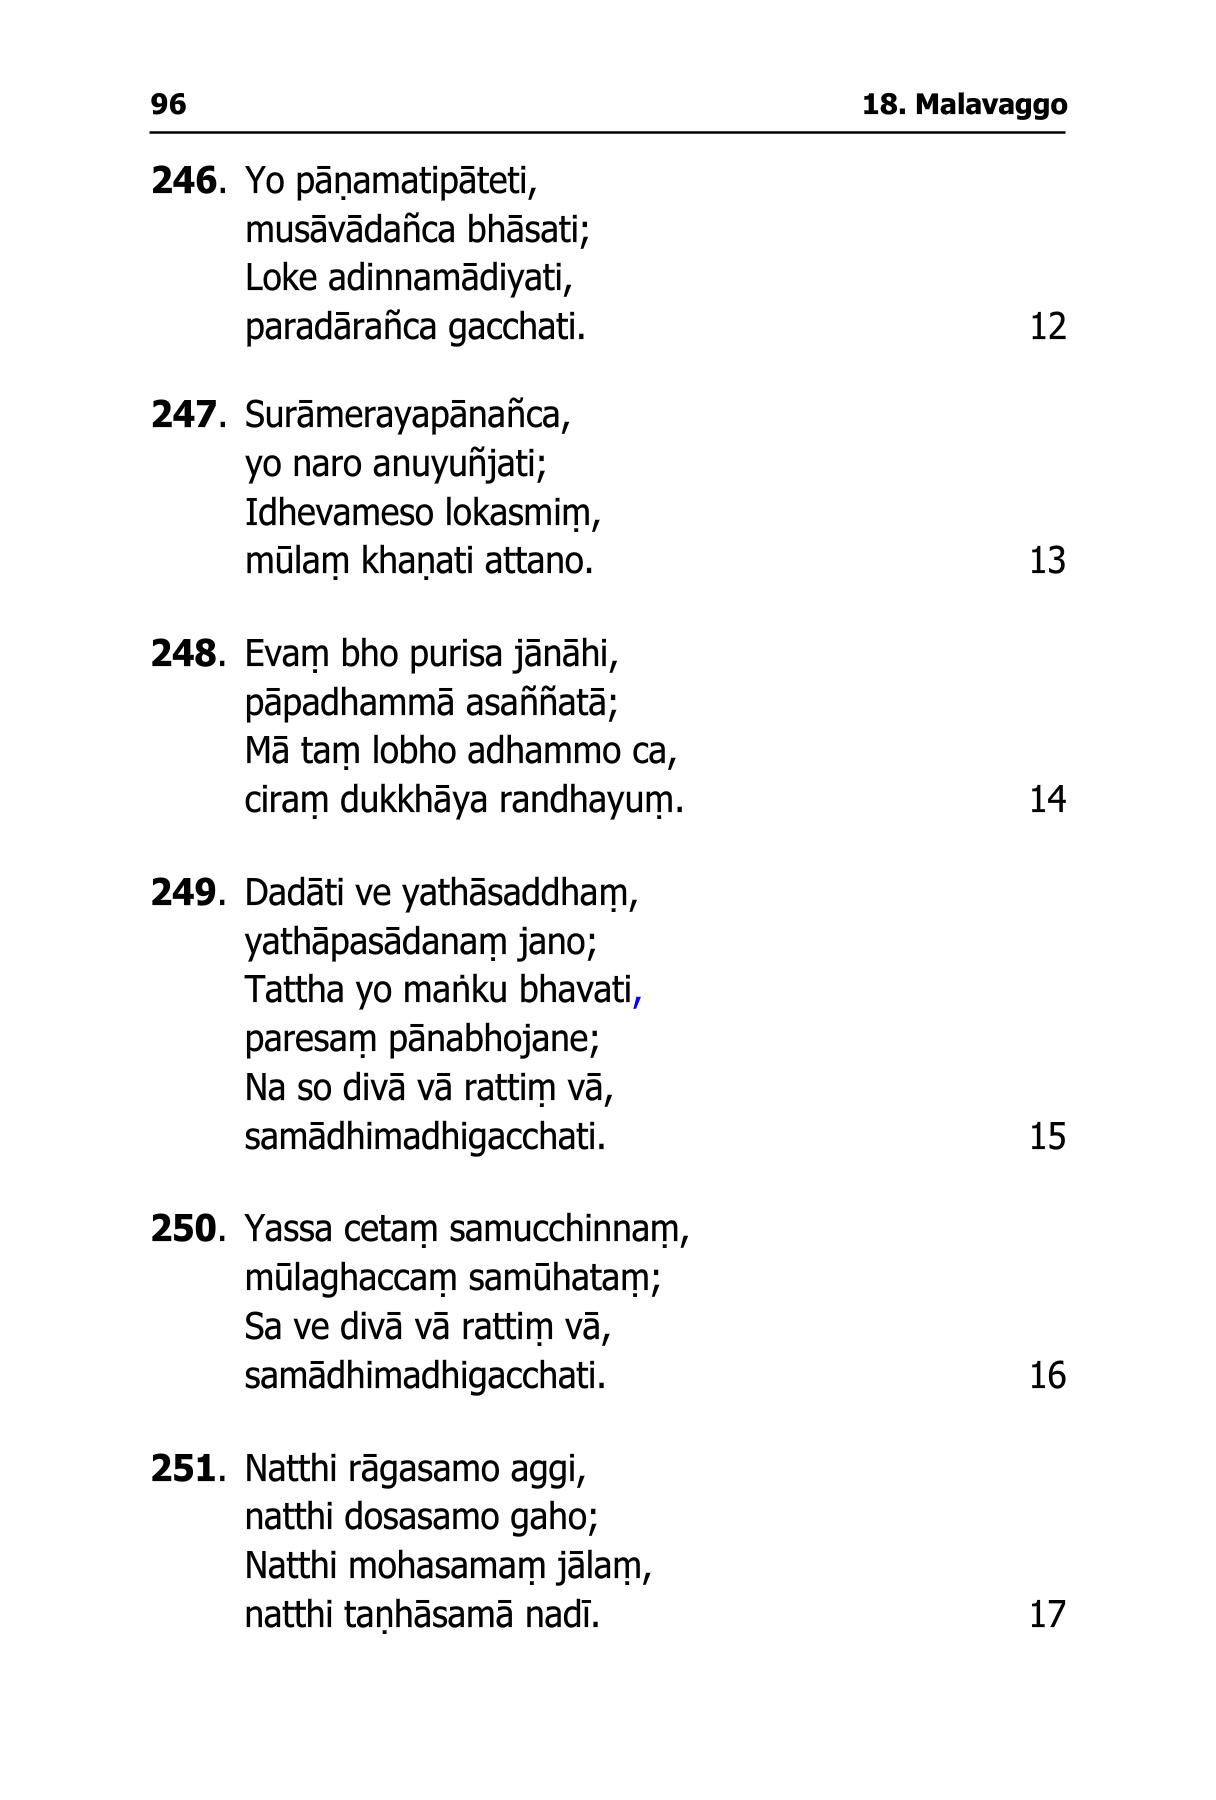 96 18. Malavaggo
246. Yo pāṇamatipāteti,
musāvādañca bhāsati;
Loke adinnamādiyati,
paradārañca gacchati. 12
247. Surāmerayapānañca,
yo naro anuyuñjati;
Idhevameso lokasmiṃ,
mūlaṃ khaṇati attano. 13
248. Evaṃ bho purisa jānāhi,
pāpadhammā asaññatā;
Mā taṃ lobho adhammo ca,
ciraṃ dukkhāya randhayuṃ. 14
249. Dadāti ve yathāsaddhaṃ,
yathāpasādanaṃ jano;
Tattha yo maṅku bhavati,
paresaṃ pānabhojane;
Na so divā vā rattiṃ vā,
samādhimadhigacchati. 15
250. Yassa cetaṃ samucchinnaṃ,
mūlaghaccaṃ samūhataṃ;
Sa ve divā vā rattiṃ vā,
samādhimadhigacchati. 16
251. Natthi rāgasamo aggi,
natthi dosasamo gaho;
Natthi mohasamaṃ jālaṃ,
natthi taṇhāsamā nadī. 17